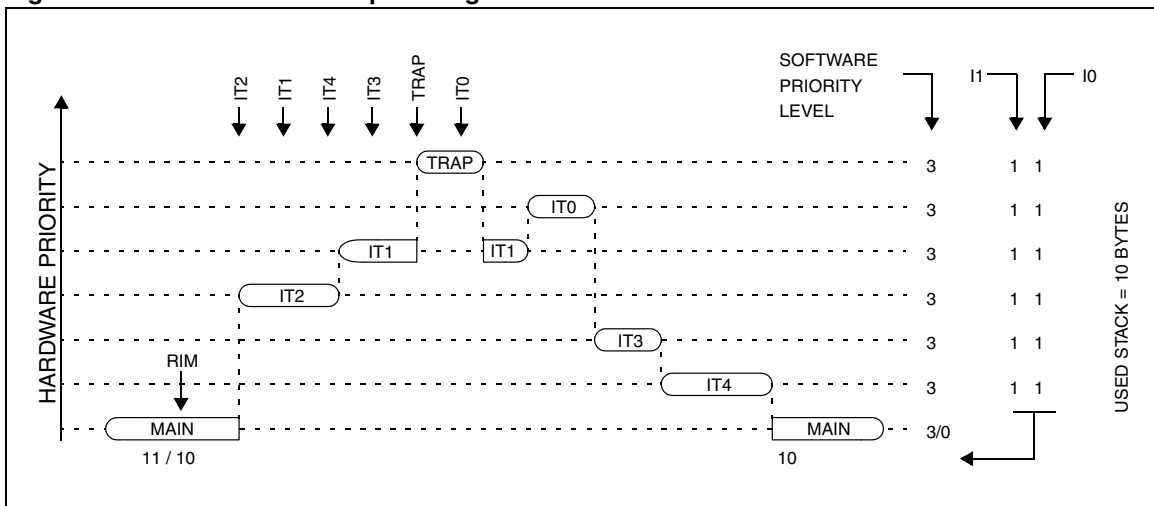 IT2
IT1
IT4
IT3
TRAP
IT0
SOFTWARE
PRIORITY
LEVEL
I1
I0
HARDWARE PRIORITY
TRAP
3
1 1
IT0
3
1 1
IT1
IT1
3
1 1
IT2
3
1 1
IT3
3
1 1
RIM
IT4
3
1 1
MAIN
MAIN
3/0
11 / 10
10
USED STACK = 10 BYTES